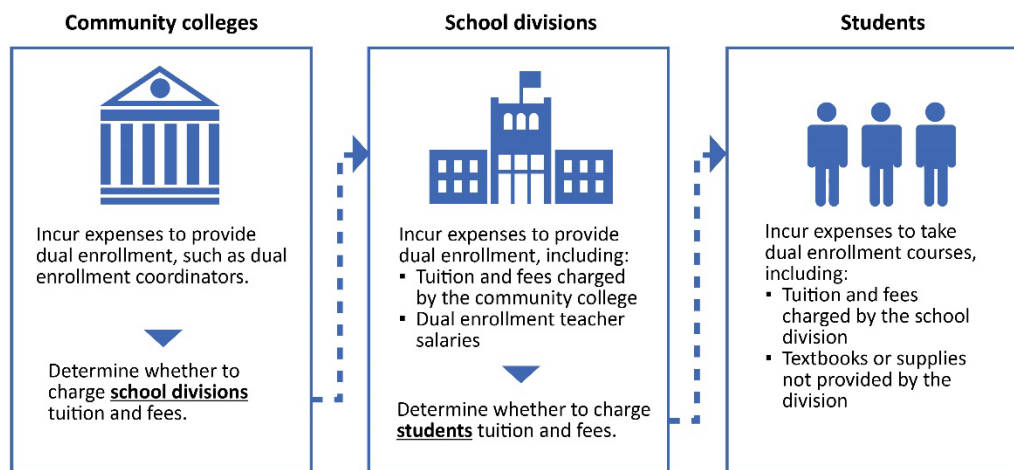 Community colleges
Incur expenses to provide
dual enrollment, such as dual
enrollment coordinators.
Determine whether to
charge school divisions
tuition and fees.
School divisions
Incur expenses to provide
dual enrollment, including:
▪ Tuition and fees charged
by the community college
▪ Dual enrollment teacher
salaries
Determine whether to charge
students tuition and fees.
Students
Incur expenses to take
dual enrollment courses,
including:
▪ Tuition and fees
charged by the school
division
▪ Textbooks or supplies
not provided by the
division